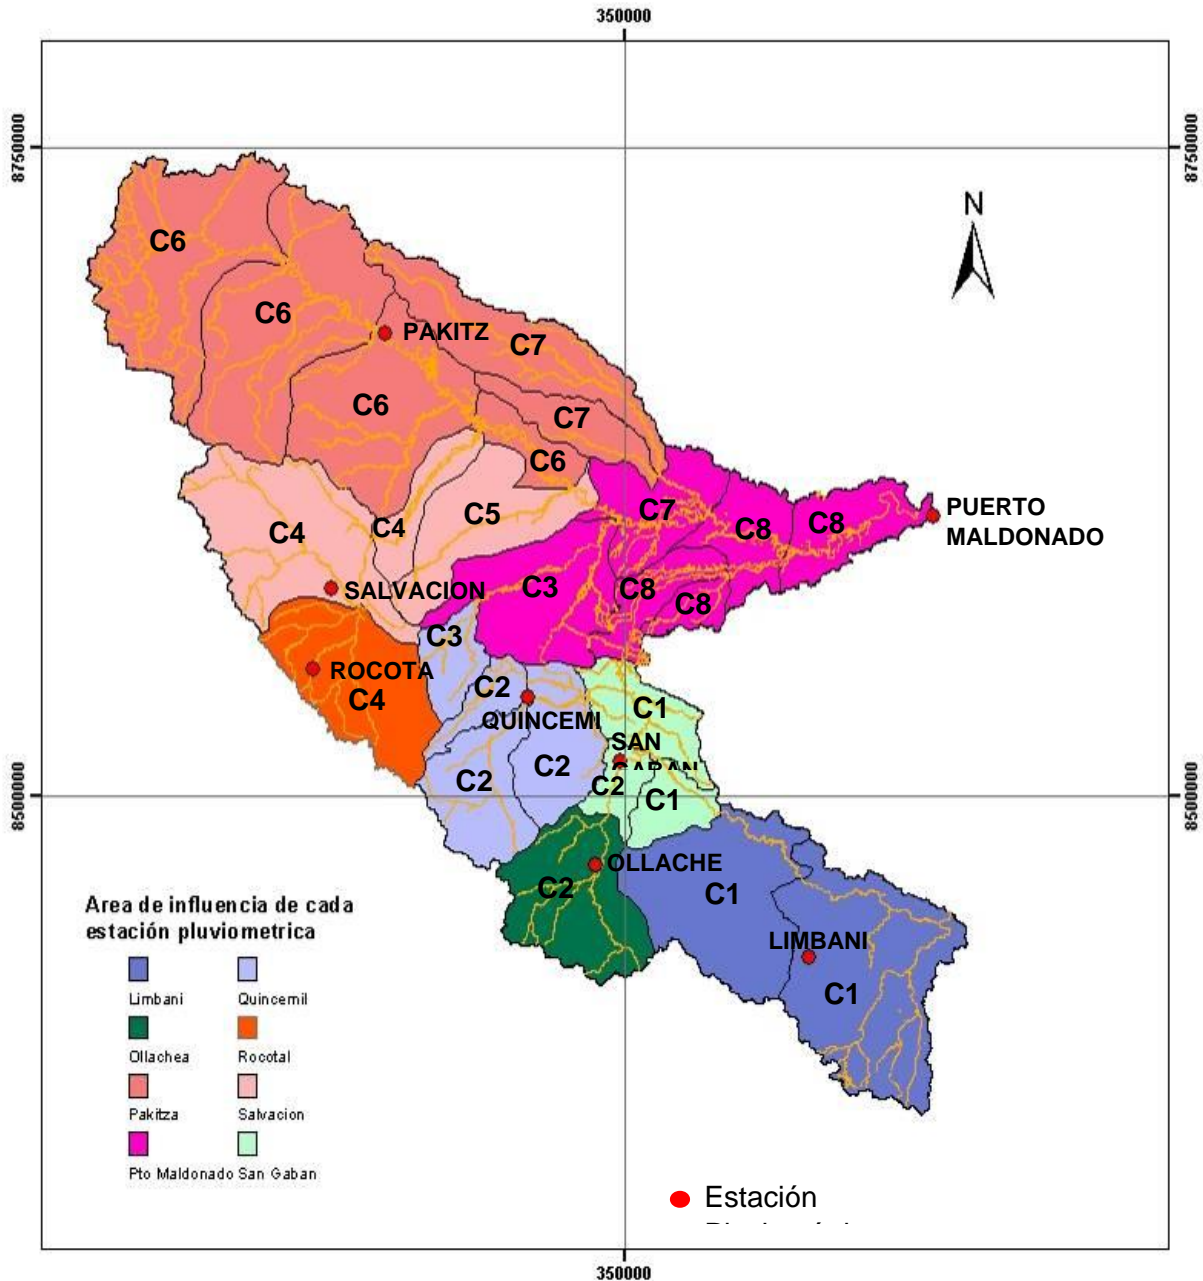 350000
8750000
8750000
N
C6
C6
PAKITZ
C7
C6
C7
C6
C7
PUERTO
MALDONADO
C4
C4
C5
C8
C8
SALVACION
C3
C8
C8
C3
ROCOTA
C4
C2
QUINCEMI
C1
SAN
C2
C2
C2
C1
8500000
8500000
OLLACHE
C2
C1
LIMBANI
C1
Area de influencia de cada
estación pluviometrica
Limbani
Quincemil
Ollachea
Rocotal
Pakitza
Salvacion
Pto Maldonado
San Gaban
Estación
350000